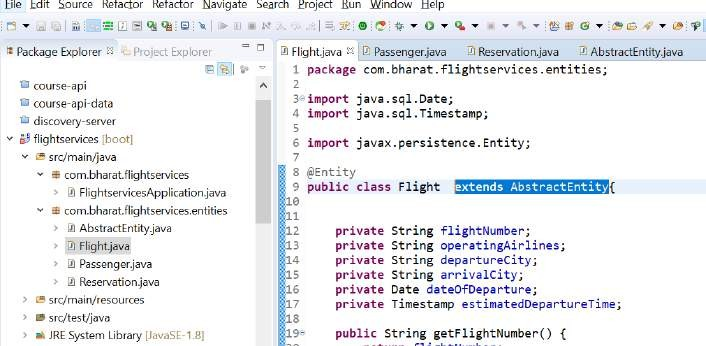 File Edit Source Refactor Refactor Navigate Search Project Run Window Help
Package Explorer
Project Explorer
course-api
course-api-data
discovery-server
flightservices [boot]
src/main/java
com.bharat.flightservices
FlightservicesApplication.java
com.bharat.flightservices.entities
AbstractEntity.java
Flight.java
Passenger.java
Reservation.java
src/main/resources
src/test/java
JRE System Library [JavaSE-1.8]
Flight.java
Passenger.java
Reservation.java
AbstractEntity.java
1 package com.bharat.flightservices.entities;
2
3 import java.sql.Date;
4 import java.sql.Timestamp;
5
6 import javax.persistence.Entity;
7
8 @Entity
9 public class Flight  extends AbstractEntity{
10
11
12 private String flightNumber;
13 private String operatingAirlines;
14 private String departureCity;
15 private String arrivalCity;
16 private Date dateOfDeparture;
17 private Timestamp estimatedDepartureTime;
18
19 public String getFlightNumber() {